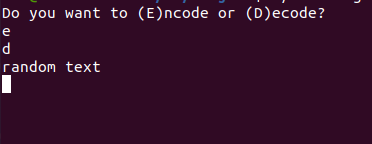 Do you want to (E)ncode or (D)ecode?
e
d
random text